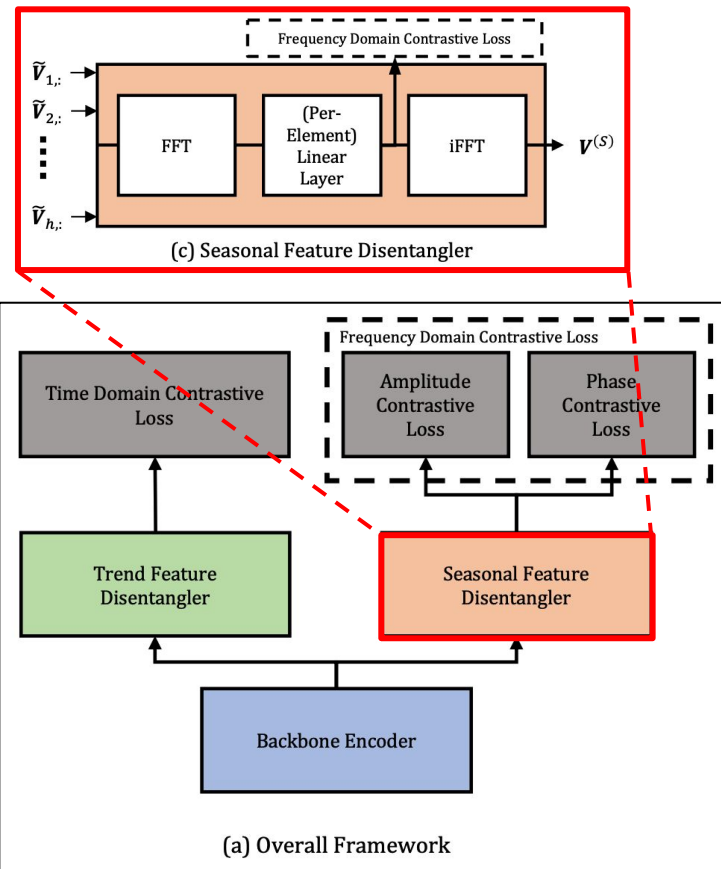 Frequency Domain Contrastive Loss
Ṽ1,:
Ṽ2,:
Ṽh,:
FFT
(Per-
Element)
Linear
Layer
iFFT
V(S)
(c) Seasonal Feature Disentangler
Frequency Domain Contrastive Loss
Time Domain Contrastive
Loss
Amplitude
Contrastive
Loss
Phase
Contrastive
Loss
Trend Feature
Disentangler
Seasonal Feature
Disentangler
Backbone Encoder
(a) Overall Framework